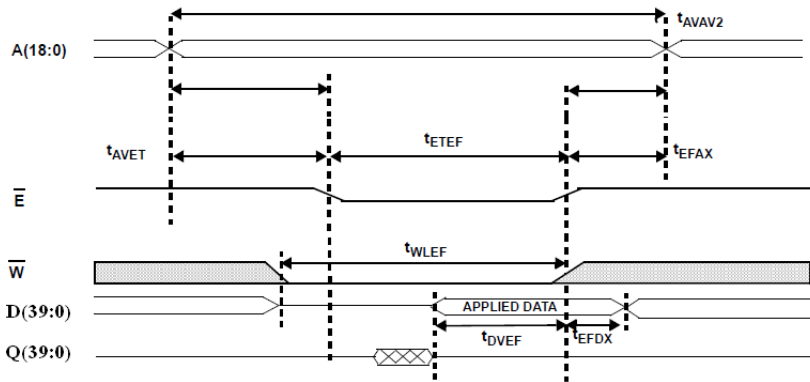 tAVAV2
A(18:0)
tAVET
tETEF
tEFAX
E
tWLEF
W
D(39:0)
APPLIED DATA
tDVEF
tEFDX
Q(39:0)